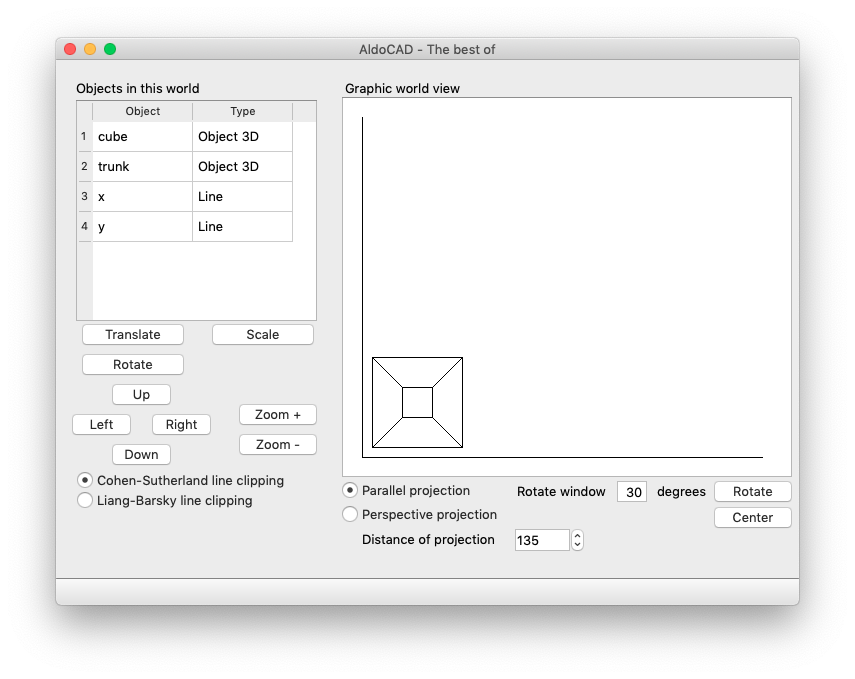 AldoCAD - The best of
Objects in this world
Object Type
1 cube Object 3D
2 trunk Object 3D
3 x Line
4 y Line
Translate Scale
Rotate
Up
Left Right
Down
Zoom +
Zoom -
Cohen-Sutherland line clipping
Liang-Barsky line clipping
Graphic world view
Parallel projection Rotate window 30 degrees Rotate
Perspective projection Center
Distance of projection 135